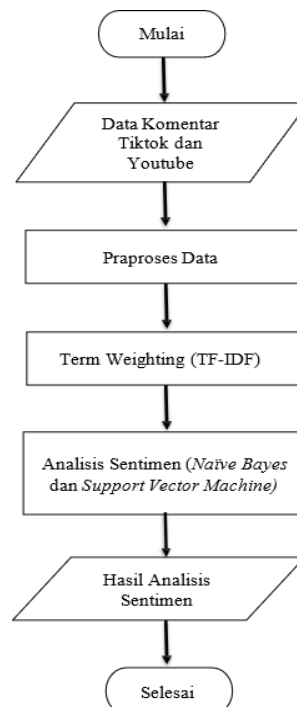 Mulai
Data Komentar
Tiktok dan
Youtube
Praproses Data
Term Weighting (TF-IDF)
Analisis Sentimen (Naïve Bayes
dan Support Vector Machine)
Hasil Analisis
Sentimen
Selesai